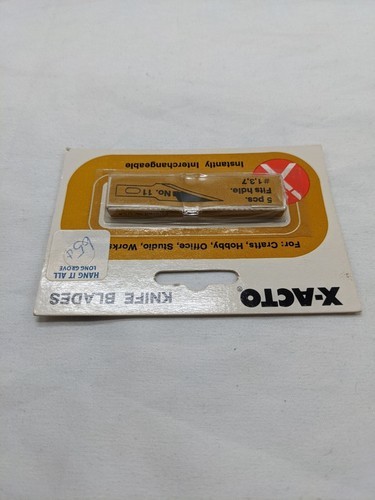 X-ACTO®
KNIFE BLADES
HANG IT ALL
LONG GROVE
For: Crafts, Hobby, Office, Studio, Works
5 pcs.
Fits hdle.
#1,3,7
No. 11
Instantly Interchangeable
X